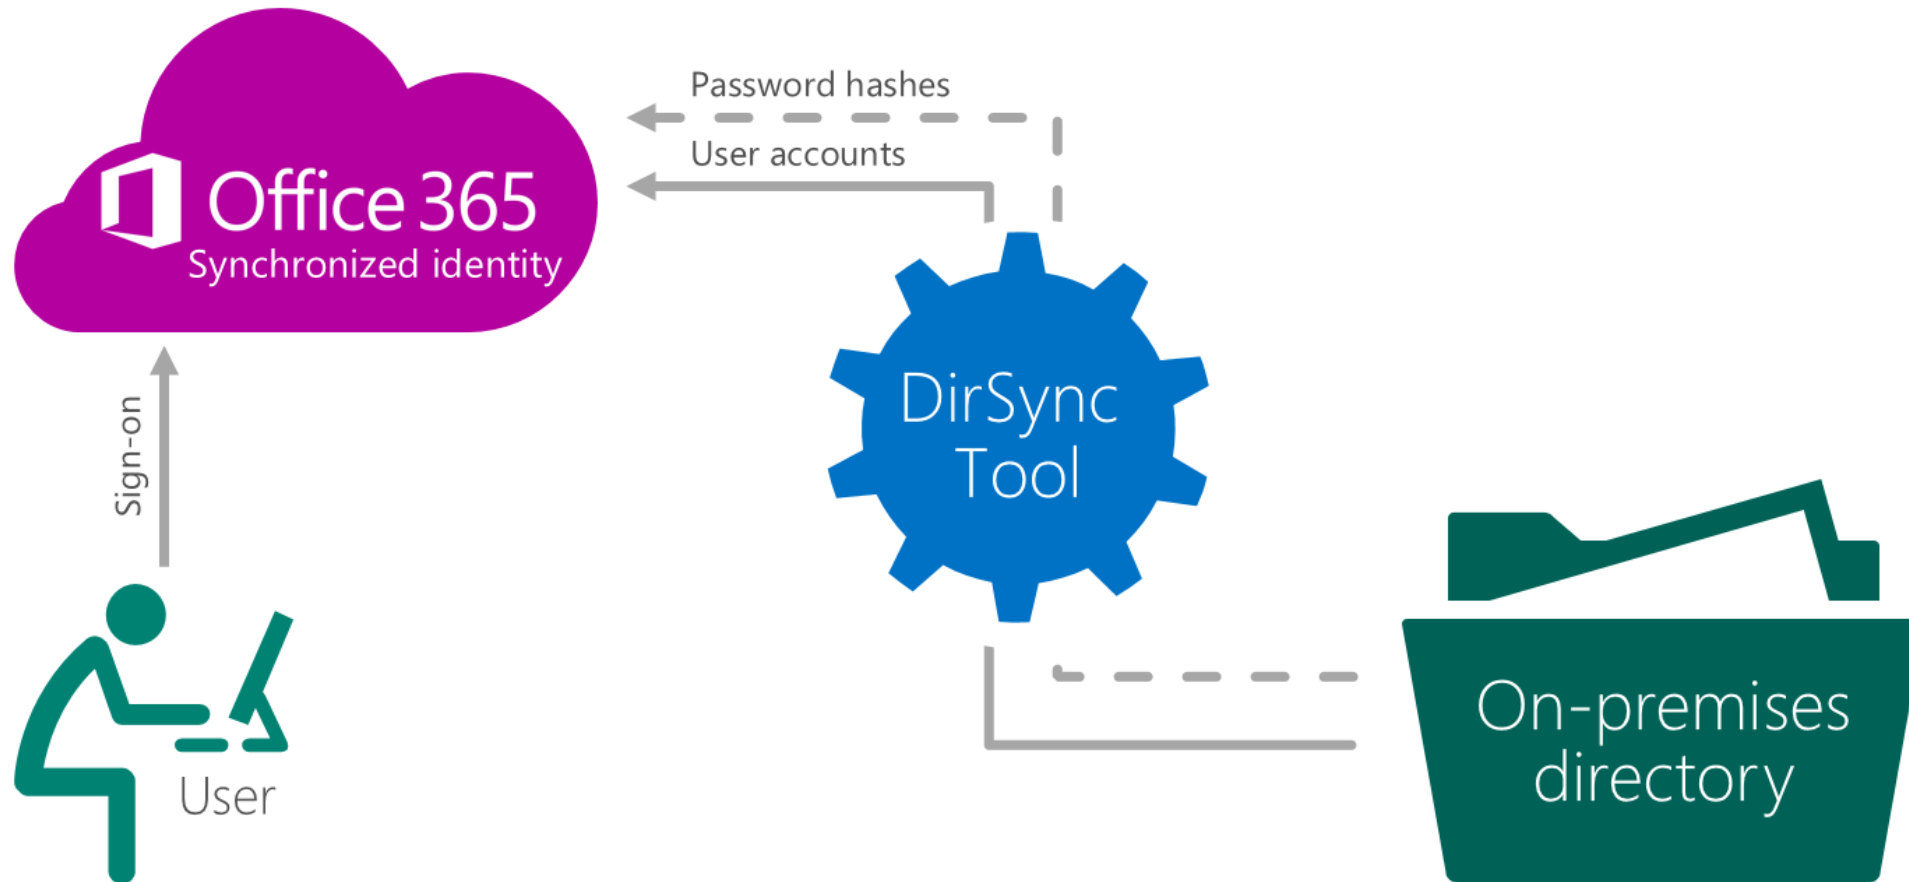 Password hashes
User accounts
Office 365
Synchronized identity
Sign-on
DirSync
Tool
User
On-premises
directory